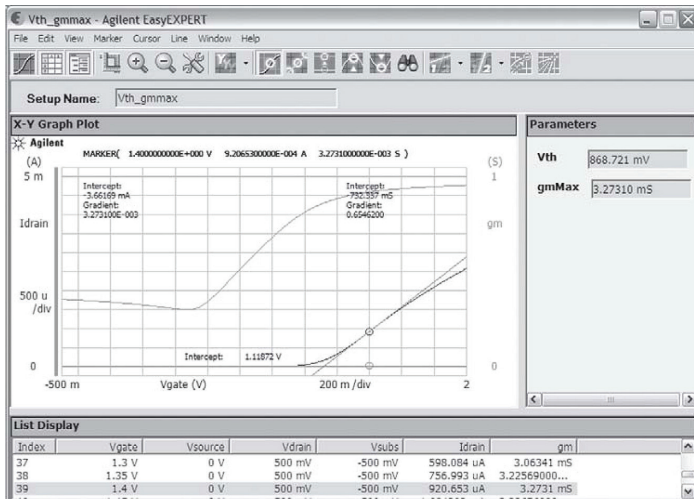 Vth_gmmax - Agilent EasyEXPERT
File Edit View Marker Cursor Line Window Help
Setup Name: Vth_gmmax
X-Y Graph Plot
Agilent
MARKER( 1.4000000000E+000 V 9.2065300000E-004 A 3.2731000000E-003 S )
(A)
(S)
5 m
1
Intercept:
-3.66169 mA
Gradient:
3.273100E-003
Intercept:
-792.337 mS
Gradient:
0.6546200
Idrain
gm
500 u
/div
Intercept: 1.11872 V
0
0
-500 m
Vgate (V)
200 m /div
2
Parameters
Vth 868.721 mV
gmMax 3.27310 mS
List Display
Index Vgate Vsource Vdrain Vsubs Idrain gm
37 1.3 V 0 V 500 mV -500 mV 598.084 uA 3.06341 mS
38 1.35 V 0 V 500 mV -500 mV 756.993 uA 3.22569000...
39 1.4 V 0 V 500 mV -500 mV 920.653 uA 3.2731 mS